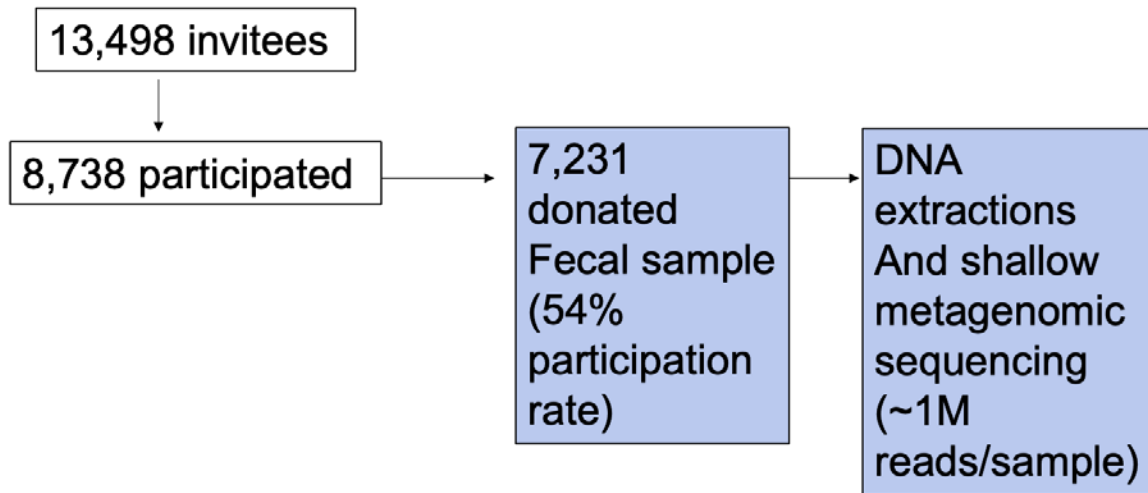 13,498 invitees
8,738 participated
7,231
donated
Fecal sample
(54%
participation
rate)
DNA
extractions
And shallow
metagenomic
sequencing
(~1M
reads/sample)